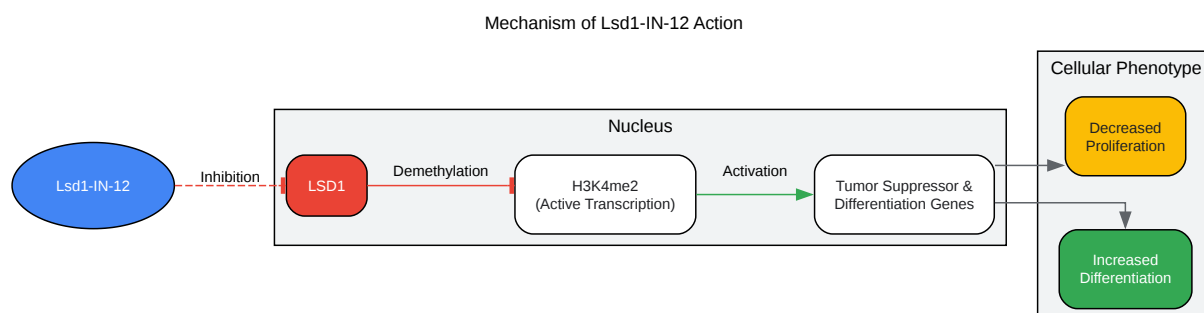 Mechanism of Lsd1-IN-12 Action
Cellular Phenotype
Nucleus
Lsd1-IN-12
Inhibition
LSD1
Demethylation
H3K4me2
(Active Transcription)
Activation
Tumor Suppressor &
Differentiation Genes
Decreased
Proliferation
Increased
Differentiation